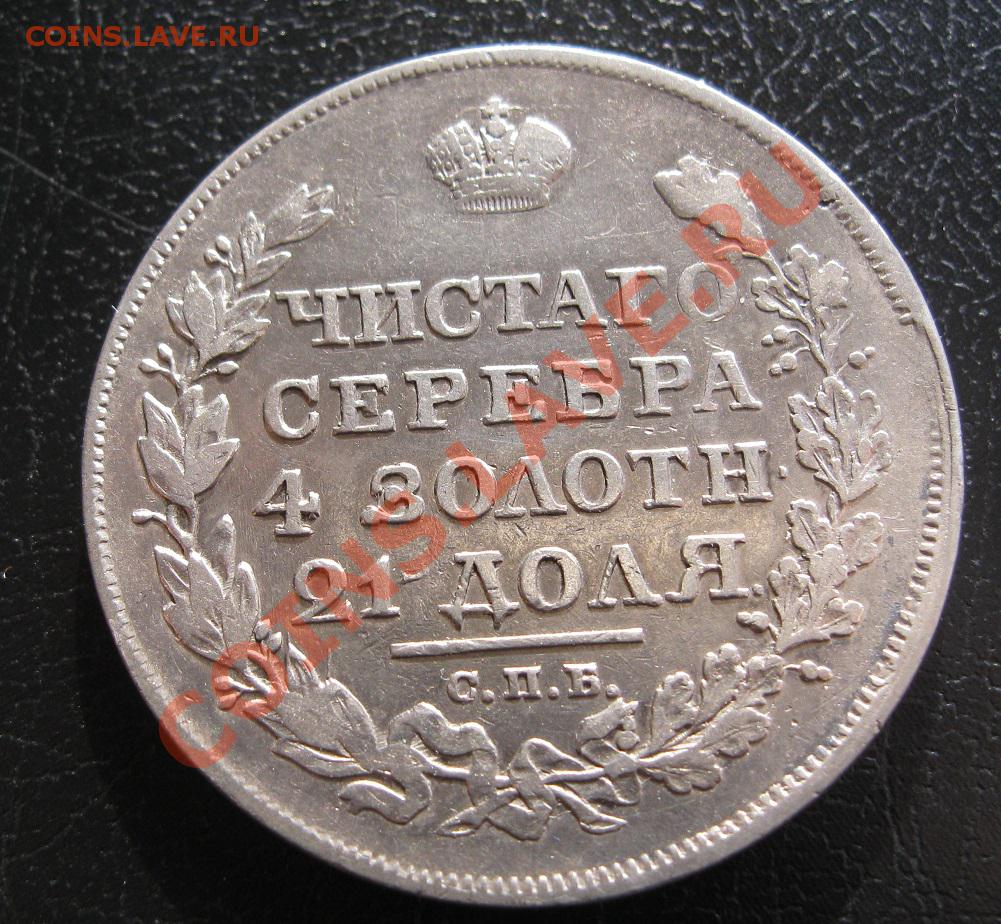 COINS.LAVE.RU
ЧИСТАГО
СЕРЕБРА
4 ЗОЛОТН.
21 ДОЛЯ.
С.П.Б.
COINS.LAVE.RU